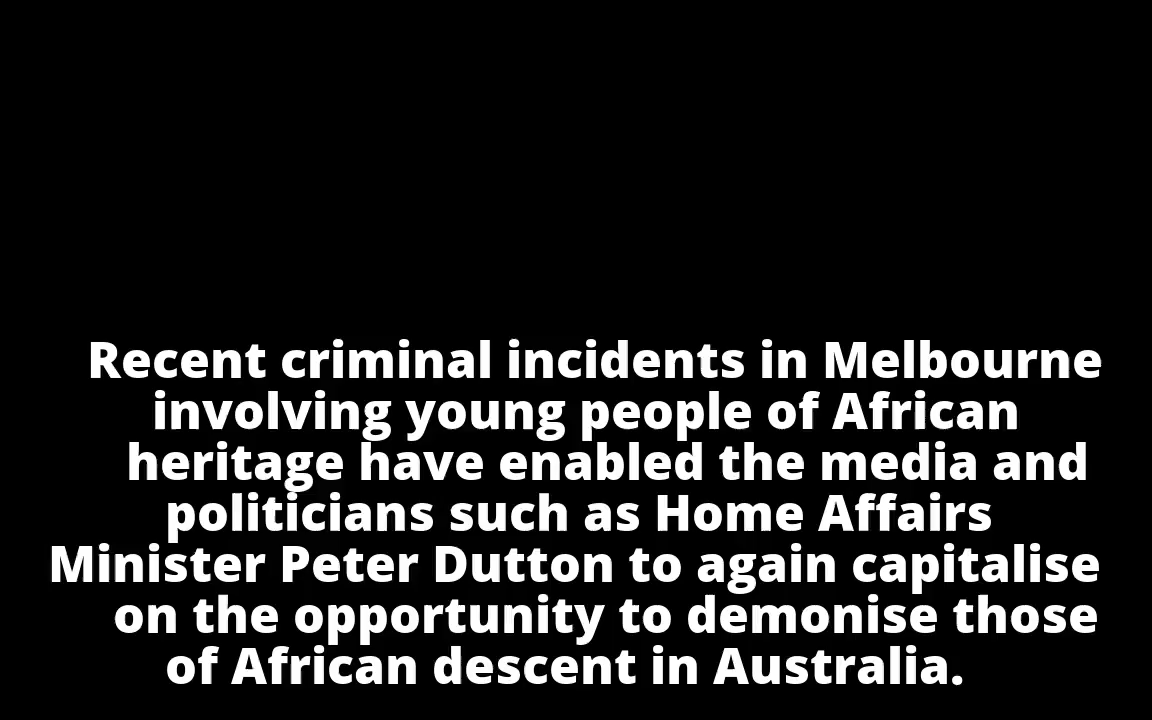 Recent criminal incidents in Melbourne
involving young people of African
heritage have enabled the media and
politicians such as Home Affairs
Minister Peter Dutton to again capitalise
on the opportunity to demonise those
of African descent in Australia.